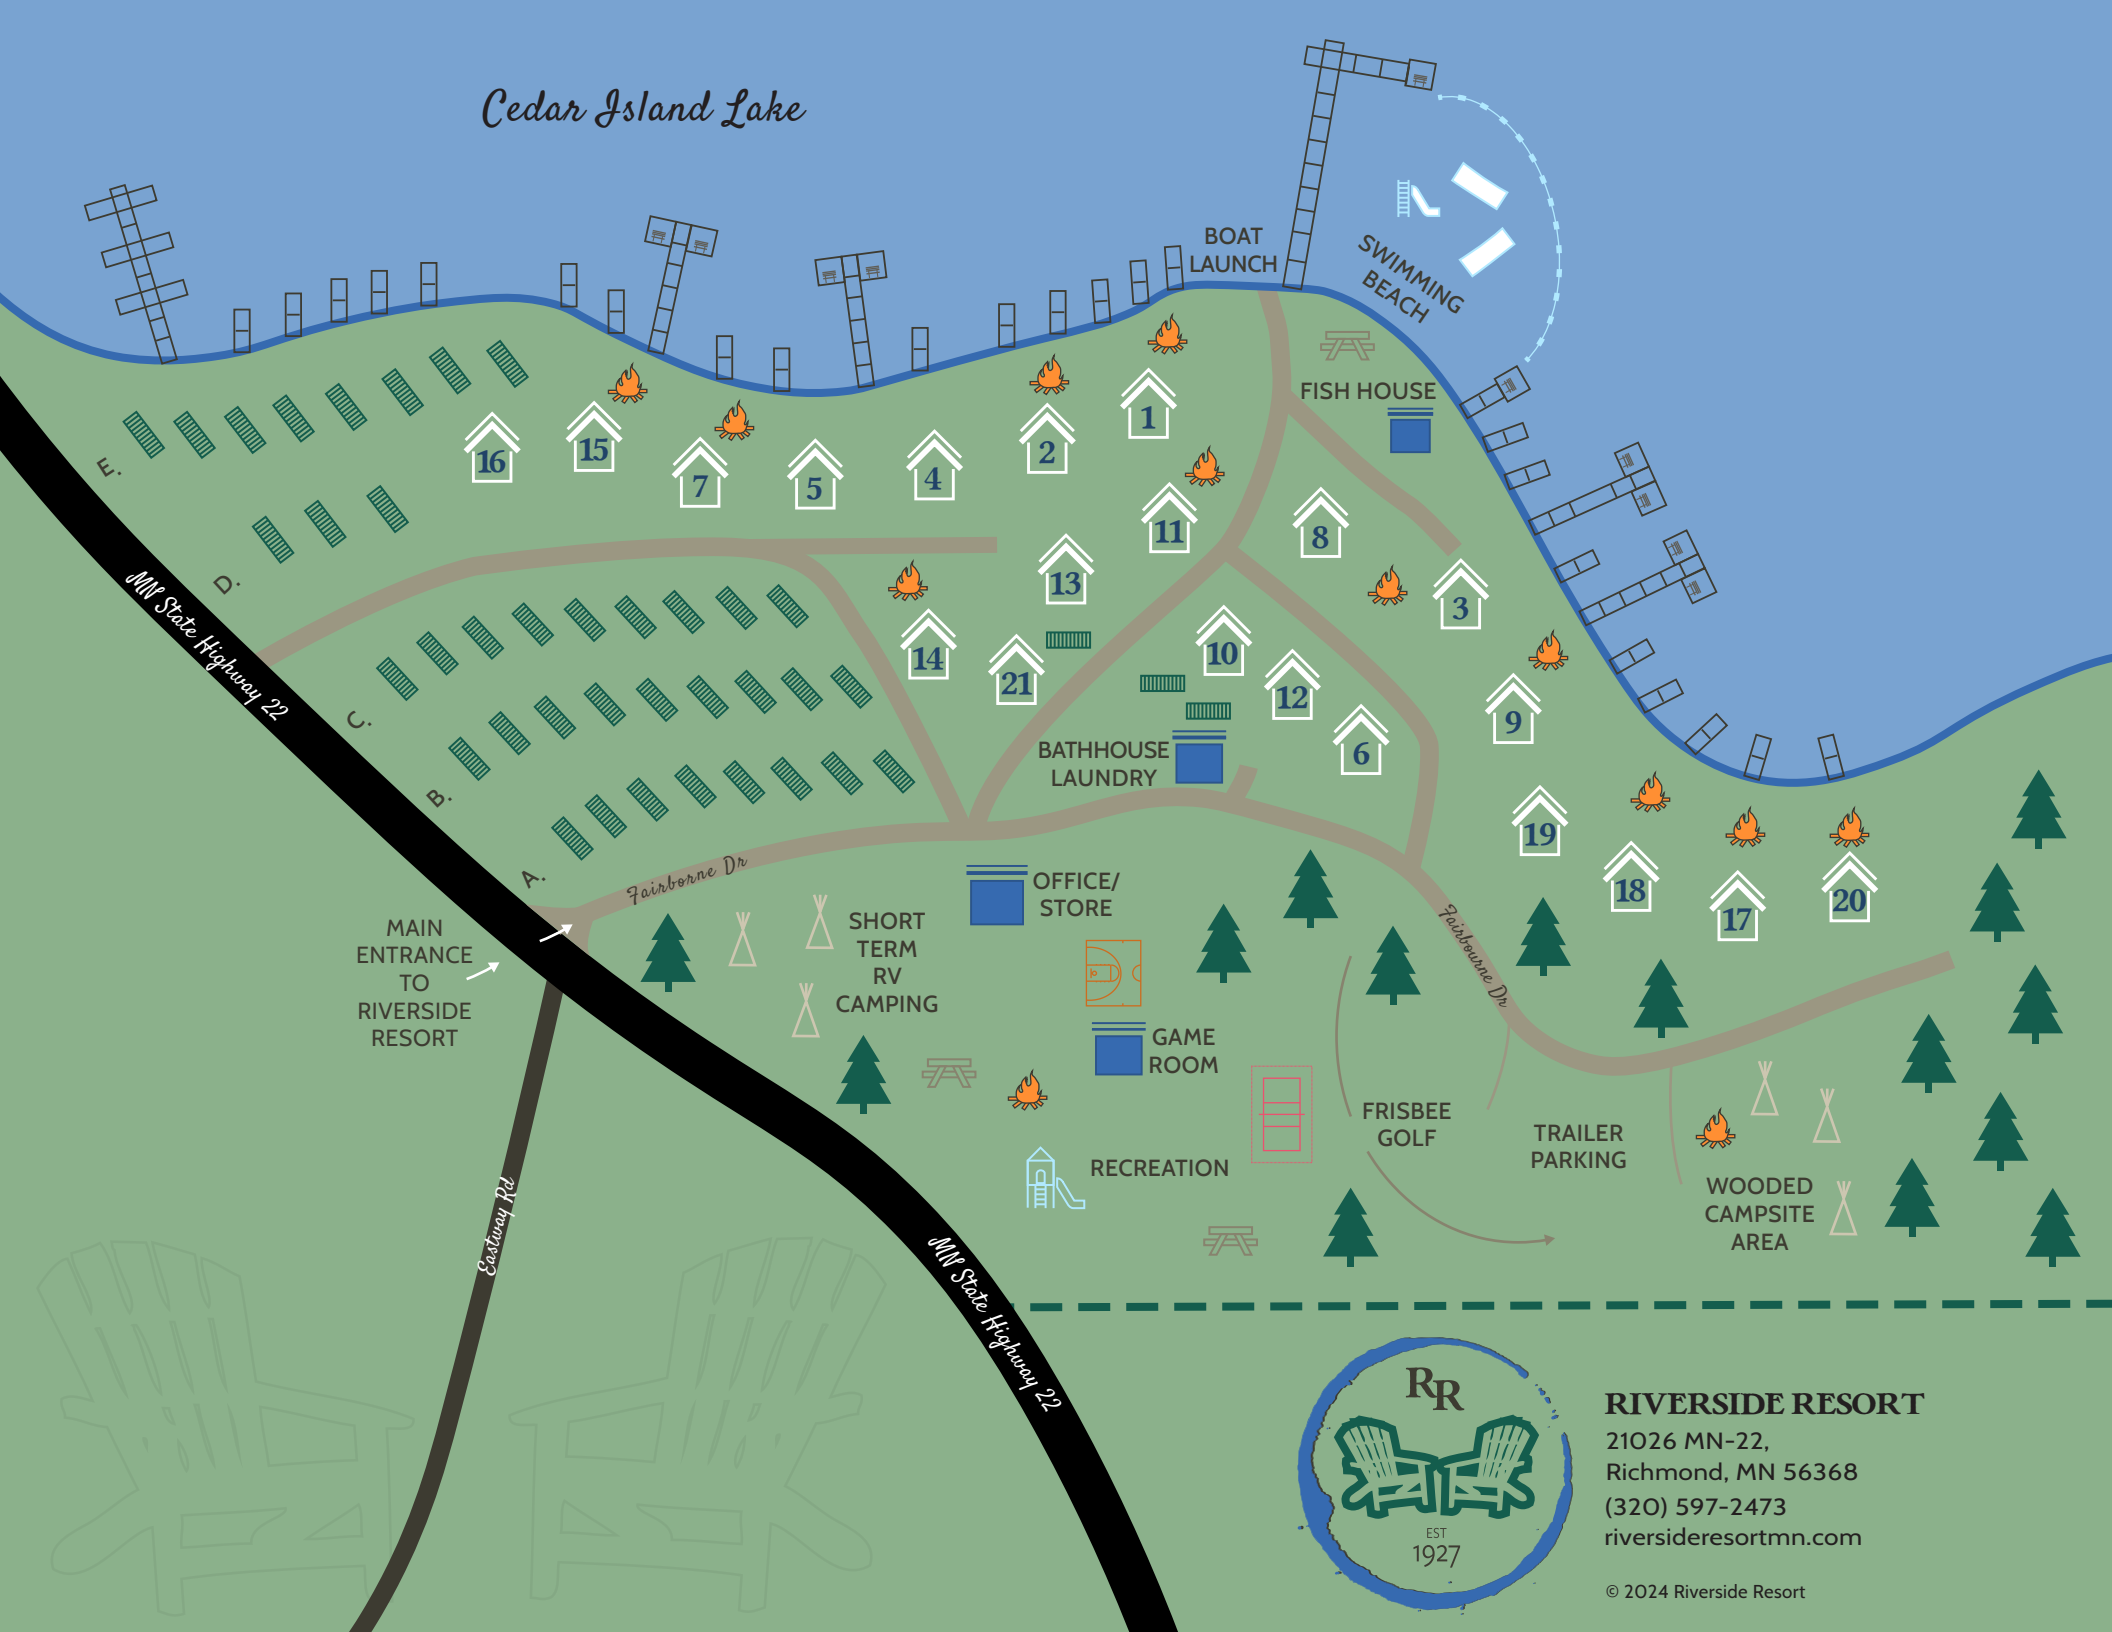 Cedar Island Lake
BOAT
LAUNCH
SWIMMING
BEACH
FISH HOUSE
1
2
15
16
4
7
5
11
8
E.
13
3
D.
10
14
21
12
9
MN State Highway 22
C.
6
BATHHOUSE
LAUNDRY
B.
19
A.
Fairborne Dr
OFFICE/
STORE
18
20
17
MAIN
ENTRANCE
TO
RIVERSIDE
RESORT
SHORT
TERM
RV
CAMPING
Fairbourne Dr
GAME
ROOM
FRISBEE
GOLF
TRAILER
PARKING
RECREATION
WOODED
CAMPSITE
AREA
Eastway Rd
MN State Highway 22
RR
EST
1927
RIVERSIDE RESORT
21026 MN-22,
Richmond, MN 56368
(320) 597-2473
riversideresortmn.com
© 2024 Riverside Resort